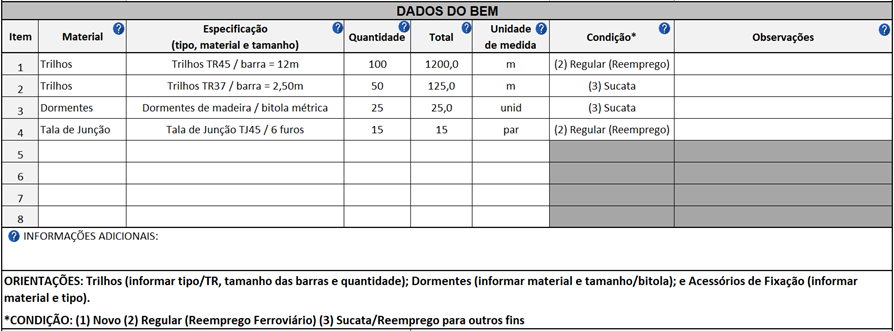 DADOS DO BEM
Item Material ? Especificação (tipo, material e tamanho) ? Quantidade ? Total ? Unidade de medida ? Condição* ? Observações ?
1 Trilhos Trilhos TR45 / barra = 12m 100 1200,0 m (2) Regular (Reemprego)
2 Trilhos Trilhos TR37 / barra = 2,50m 50 125,0 m (3) Sucata
3 Dormentes Dormentes de madeira / bitola métrica 25 25,0 unid (3) Sucata
4 Tala de Junção Tala de Junção TJ45 / 6 furos 15 15 par (2) Regular (Reemprego)
5
6
7
8
? INFORMAÇÕES ADICIONAIS:
ORIENTAÇÕES: Trilhos (informar tipo/TR, tamanho das barras e quantidade); Dormentes (informar material e tamanho/bitola); e Acessórios de Fixação (informar
material e tipo).
*CONDIÇÃO: (1) Novo (2) Regular (Reemprego Ferroviário) (3) Sucata/Reemprego para outros fins